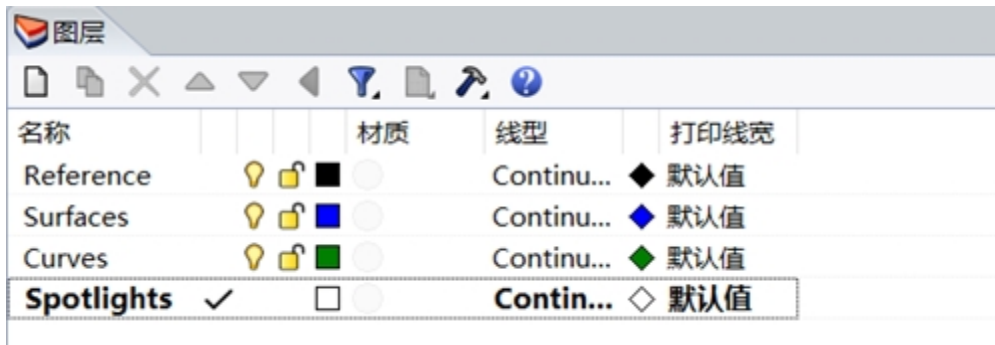 图层
名称 材质 线型 打印线宽
Reference Continu... 默认值
Surfaces Continu... 默认值
Curves Continu... 默认值
Spotlights Contin... 默认值